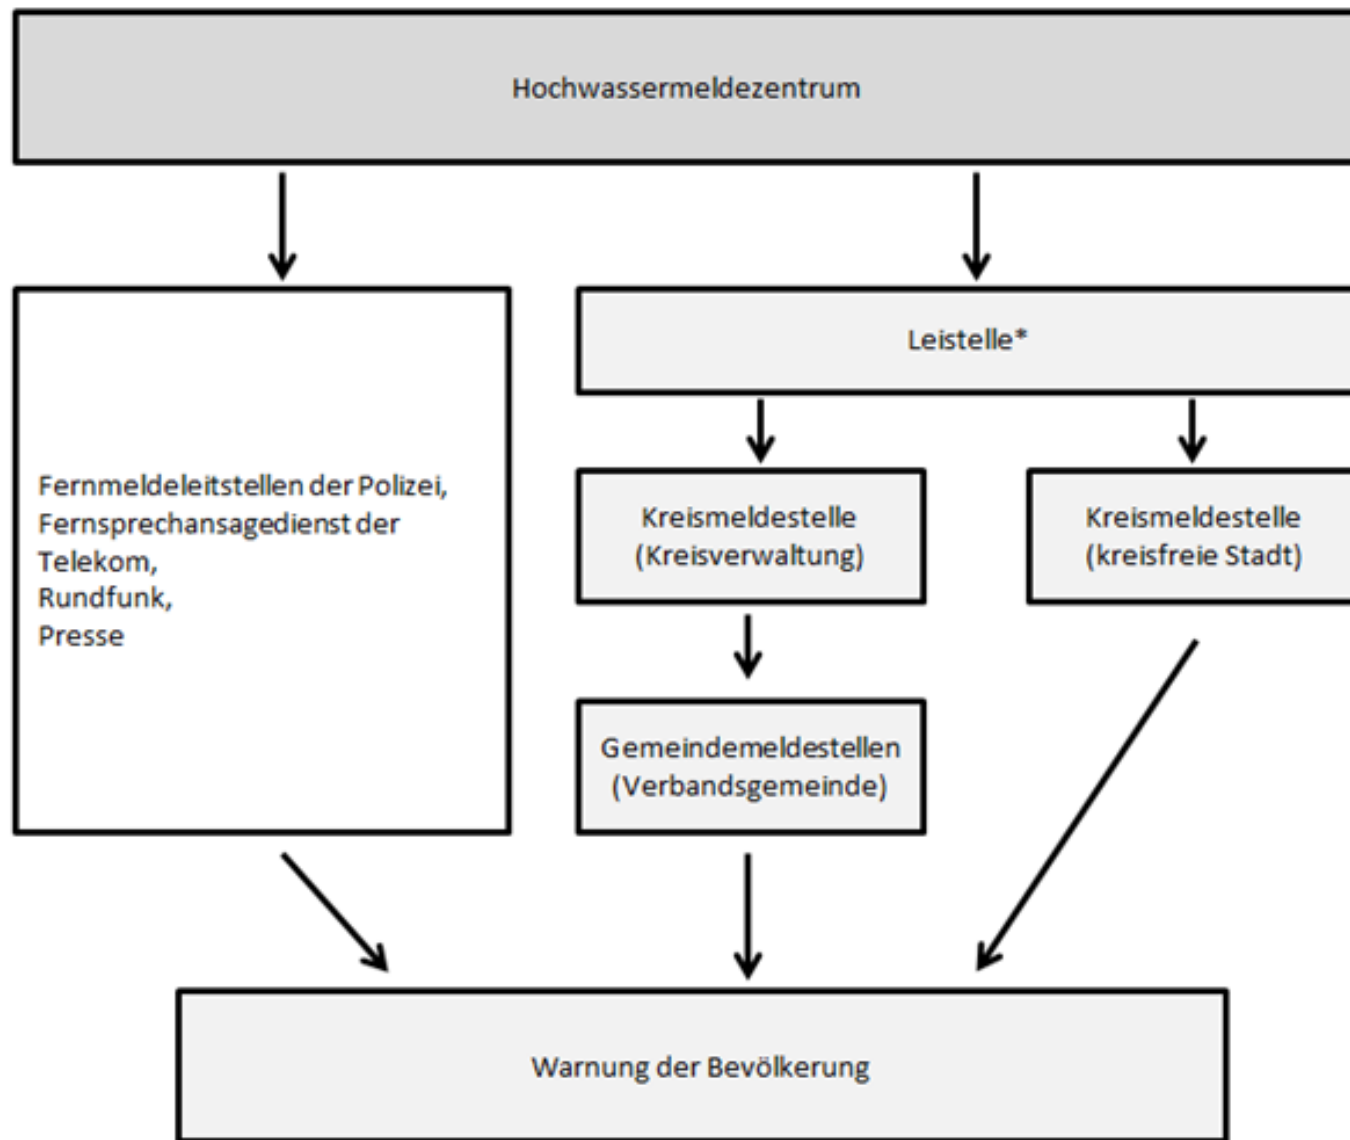 Hochwassermeldezentrum
Leistelle*
Fernmeldeleitstellen der Polizei,
Fernsprechansagedienst der
Telekom,
Rundfunk,
Presse
Kreismeldestelle
(Kreisverwaltung)
Kreismeldestelle
(kreisfreie Stadt)
Gemeindemeldestellen
(Verbandsgemeinde)
Warnung der Bevölkerung